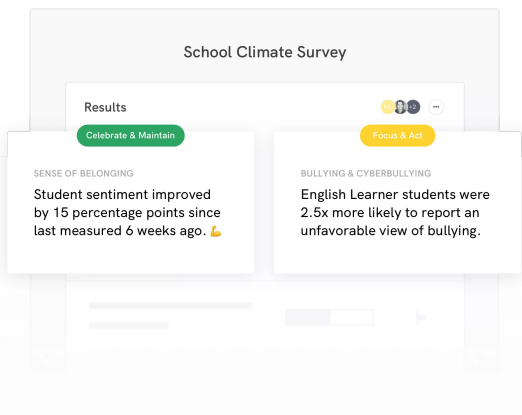 School Climate Survey
Results
+2
Celebrate & Maintain
Focus & Act
SENSE OF BELONGING
Student sentiment improved
by 15 percentage points since
last measured 6 weeks ago. 💪
BULLYING & CYBERBULLYING
English Learner students were
2.5x more likely to report an
unfavorable view of bullying.